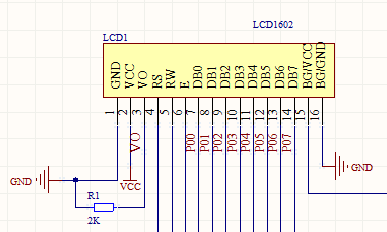 LCD1602
LCD1
GND VCC VO RS RW E DB0 DB1 DB2 DB3 DB4 DB5 DB6 DB7 BG/VCC BG/GND
1 2 3 4 5 6 7 8 9 10 11 12 13 14 15 16
VO P00 P01 P02 P03 P04 P05 P06 P07
GND
GND
VCC
R1
2K